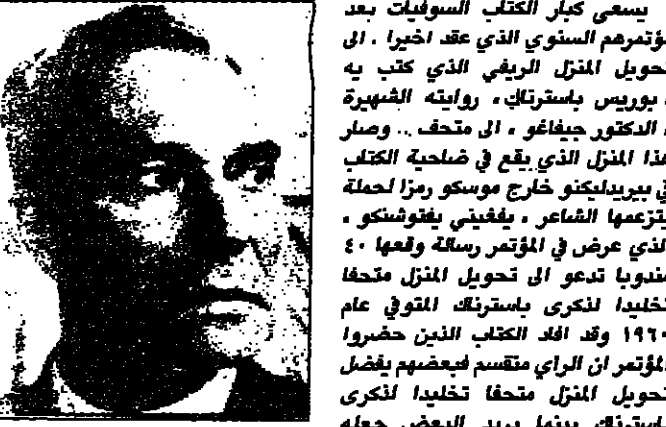 يسعى كبار الكتاب السوفيات بعد
مؤتمرهم السنوي الذي عقد اخيرا ، الى
تحويل المنزل الريفي الذي كتب به
، بوريس باسترناك ، روايته الشهيرة
، الدكتور جيفاغو ، الى متحف .. وصار
هذا المنزل الذي يقع في ضاحية الكتاب
في بيريدليكنو خارج موسكو رمزا لحملة
يتزعمها الشاعر ، يفغيني يفتوشنكو ،
الذي عرض في المؤتمر رسالة وقعها ٤٠
مندوبا تدعو الى تحويل المنزل متحفا
تخليدا لذكرى باسترناك المتوفي عام
١٩٦٠ وقد افاد الكتاب الذين حضروا
المؤتمر ان الراي منقسم فبعضهم يفضل
تحويل المنزل متحفا تخليدا لذكرى
باسترناك بينما يريد البعض جعله